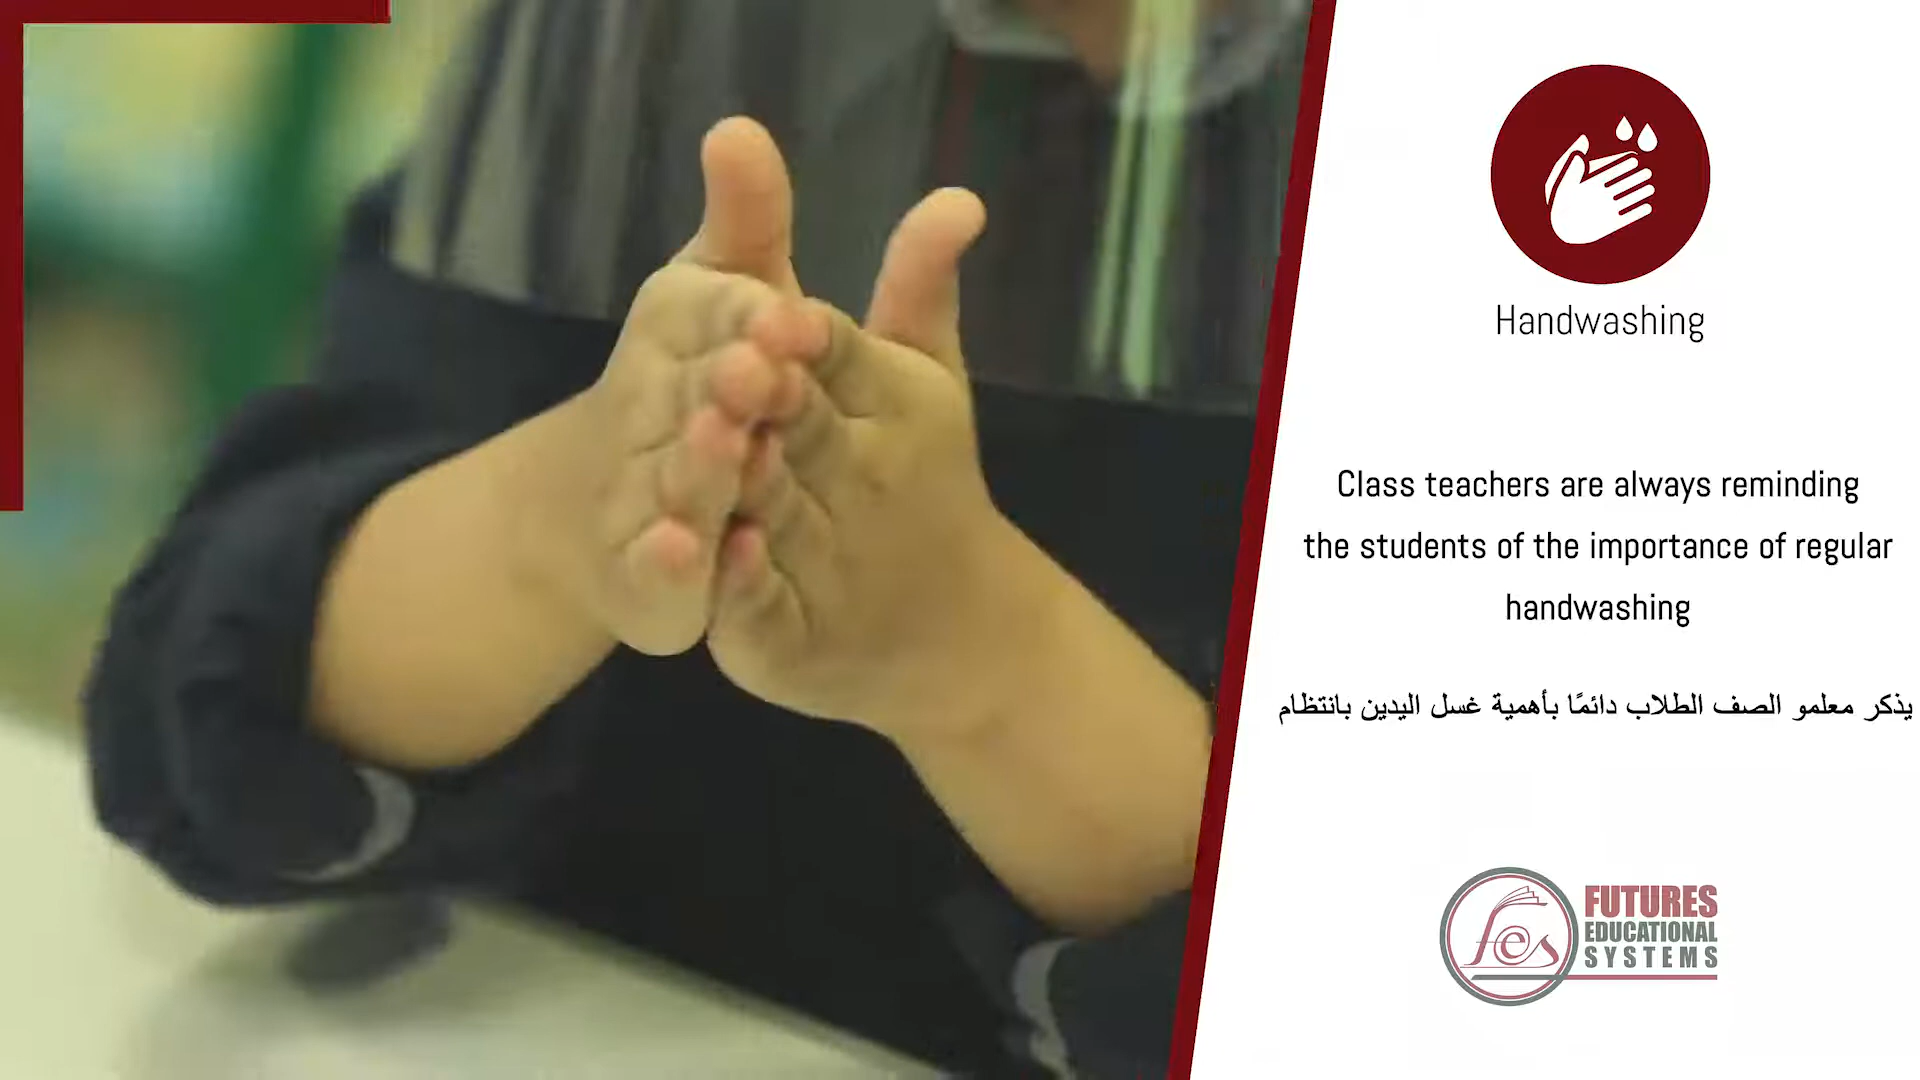 Handwashing
Class teachers are always reminding
the students of the importance of regular
handwashing
يذكر معلمو الصف الطلاب دائمًا بأهمية غسل اليدين بانتظام
fes
FUTURES
EDUCATIONAL
SYSTEMS